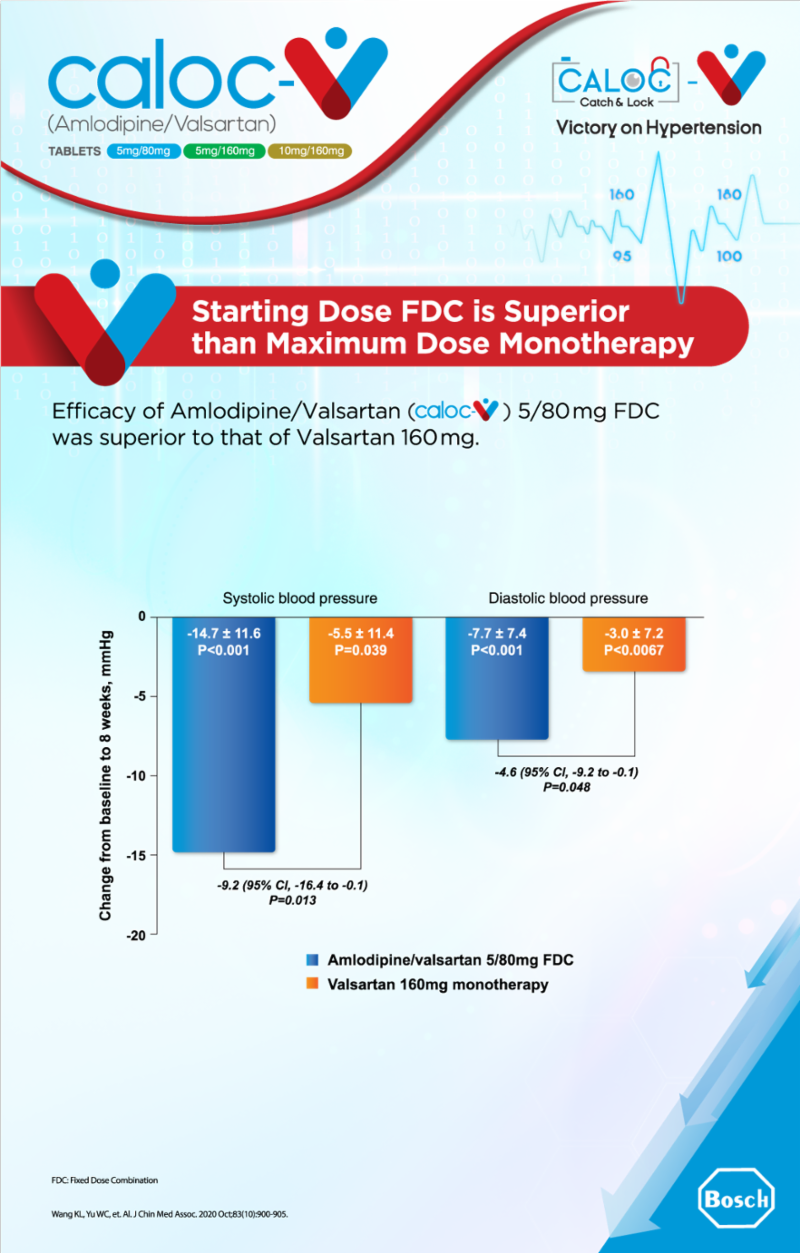 caloc-V
(Amlodipine/Valsartan)
TABLETS 5mg/80mg 5mg/160mg 10mg/160mg
CALOC - V
Catch & Lock
Victory on Hypertension
160 180
95 100
Starting Dose FDC is Superior
than Maximum Dose Monotherapy
Efficacy of Amlodipine/Valsartan (caloc-V) 5/80mg FDC
was superior to that of Valsartan 160mg.
Systolic blood pressure Diastolic blood pressure
Change from baseline to 8 weeks, mmHg
0
-5
-10
-15
-20
-14.7 ± 11.6
P<0.001
-5.5 ± 11.4
P=0.039
-7.7 ± 7.4
P<0.001
-3.0 ± 7.2
P<0.0067
-4.6 (95% CI, -9.2 to -0.1)
P=0.048
-9.2 (95% CI, -16.4 to -0.1)
P=0.013
Amlodipine/valsartan 5/80mg FDC
Valsartan 160mg monotherapy
FDC: Fixed Dose Combination
Wang KL, Yu WC, et. Al. J Chin Med Assoc. 2020 Oct;83(10):900-905.
BOSCH